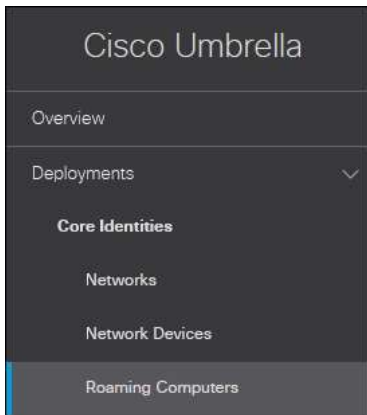 Cisco Umbrella
Overview
Deployments
Core Identities
Networks
Network Devices
Roaming Computers